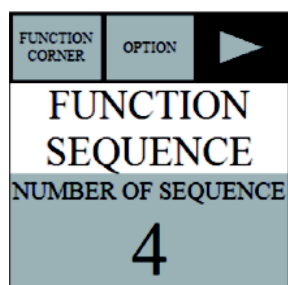 FUNCTION
CORNER
OPTION
FUNCTION
SEQUENCE
NUMBER OF SEQUENCE
4